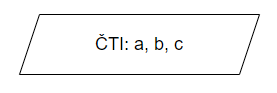 ČTI: a, b, c